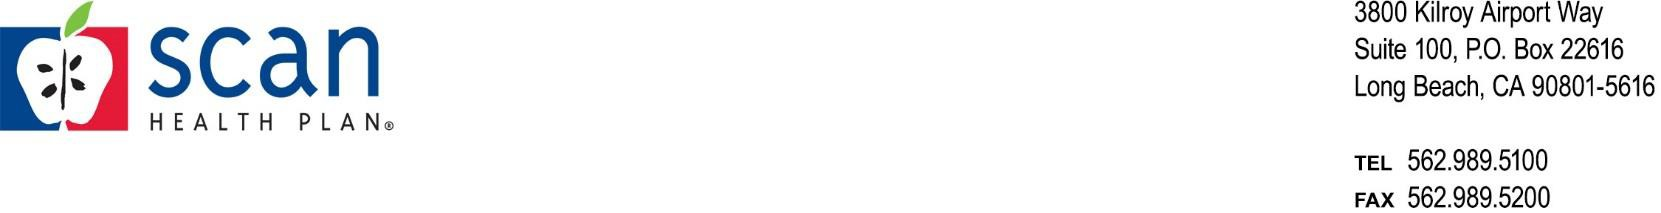 scan
HEALTH PLAN®
3800 Kilroy Airport Way
Suite 100, P.O. Box 22616
Long Beach, CA 90801-5616
TEL 562.989.5100
FAX 562.989.5200